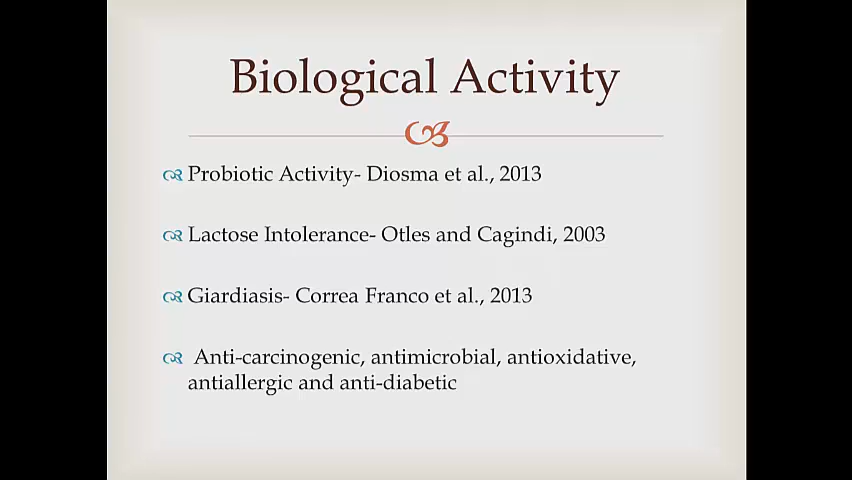 Biological Activity
Probiotic Activity- Diosma et al., 2013
Lactose Intolerance- Otles and Cagindi, 2003
Giardiasis- Correa Franco et al., 2013
Anti-carcinogenic, antimicrobial, antioxidative,
antiallergic and anti-diabetic